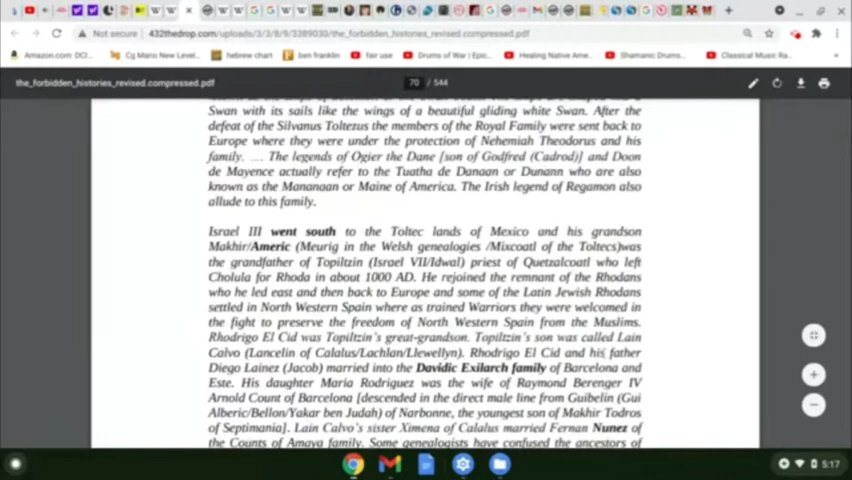 Not secure
432thedrop.com/uploads/3/3/8/9/3389030/the_forbidden_histories_revised.compressed.pdf
Amazon.com: DCI...
Cg Mario New Level...
hebrew chart
ben franklin
fair use
Drums of War | Epic...
Healing Native Ame...
Shamanic Drums...
Classical Music Ra...
the_forbidden_histories_revised.compressed.pdf
70 / 544
Swan with its sails like the wings of a beautiful gliding white Swan. After the
defeat of the Silvanus Toltezus the members of the Royal Family were sent back to
Europe where they were under the protection of Nehemiah Theodorus and his
family. .... The legends of Ogier the Dane [son of Godfred (Cadrod)] and Doon
de Mayence actually refer to the Tuatha de Danaan or Dunann who are also
known as the Mananaan or Maine of America. The Irish legend of Regamon also
allude to this family.
Israel III went south to the Toltec lands of Mexico and his grandson
Makhir/Americ (Meurig in the Welsh genealogies /Mixcoatl of the Toltecs)was
the grandfather of Topiltzin (Israel VII/Idwal) priest of Quetzalcoatl who left
Cholula for Rhoda in about 1000 AD. He rejoined the remnant of the Rhodans
who he led east and then back to Europe and some of the Latin Jewish Rhodans
settled in North Western Spain where as trained Warriors they were welcomed in
the fight to preserve the freedom of North Western Spain from the Muslims.
Rhodrigo El Cid was Topiltzin's great-grandson. Topiltzin's son was called Lain
Calvo (Lancelin of Calalus/Lachlan/Llewellyn). Rhodrigo El Cid and his father
Diego Lainez (Jacob) married into the Davidic Exilarch family of Barcelona and
Este. His daughter Maria Rodriguez was the wife of Raymond Berenger IV
Arnold Count of Barcelona [descended in the direct male line from Guibelin (Gui
Alberic/Bellon/Yakar ben Judah) of Narbonne, the youngest son of Makhir Todros
of Septimania]. Lain Calvo's sister Ximena of Calalus married Fernan Nunez of
the Counts of Amaya family. Some genealogists have confused the ancestors of
5:17